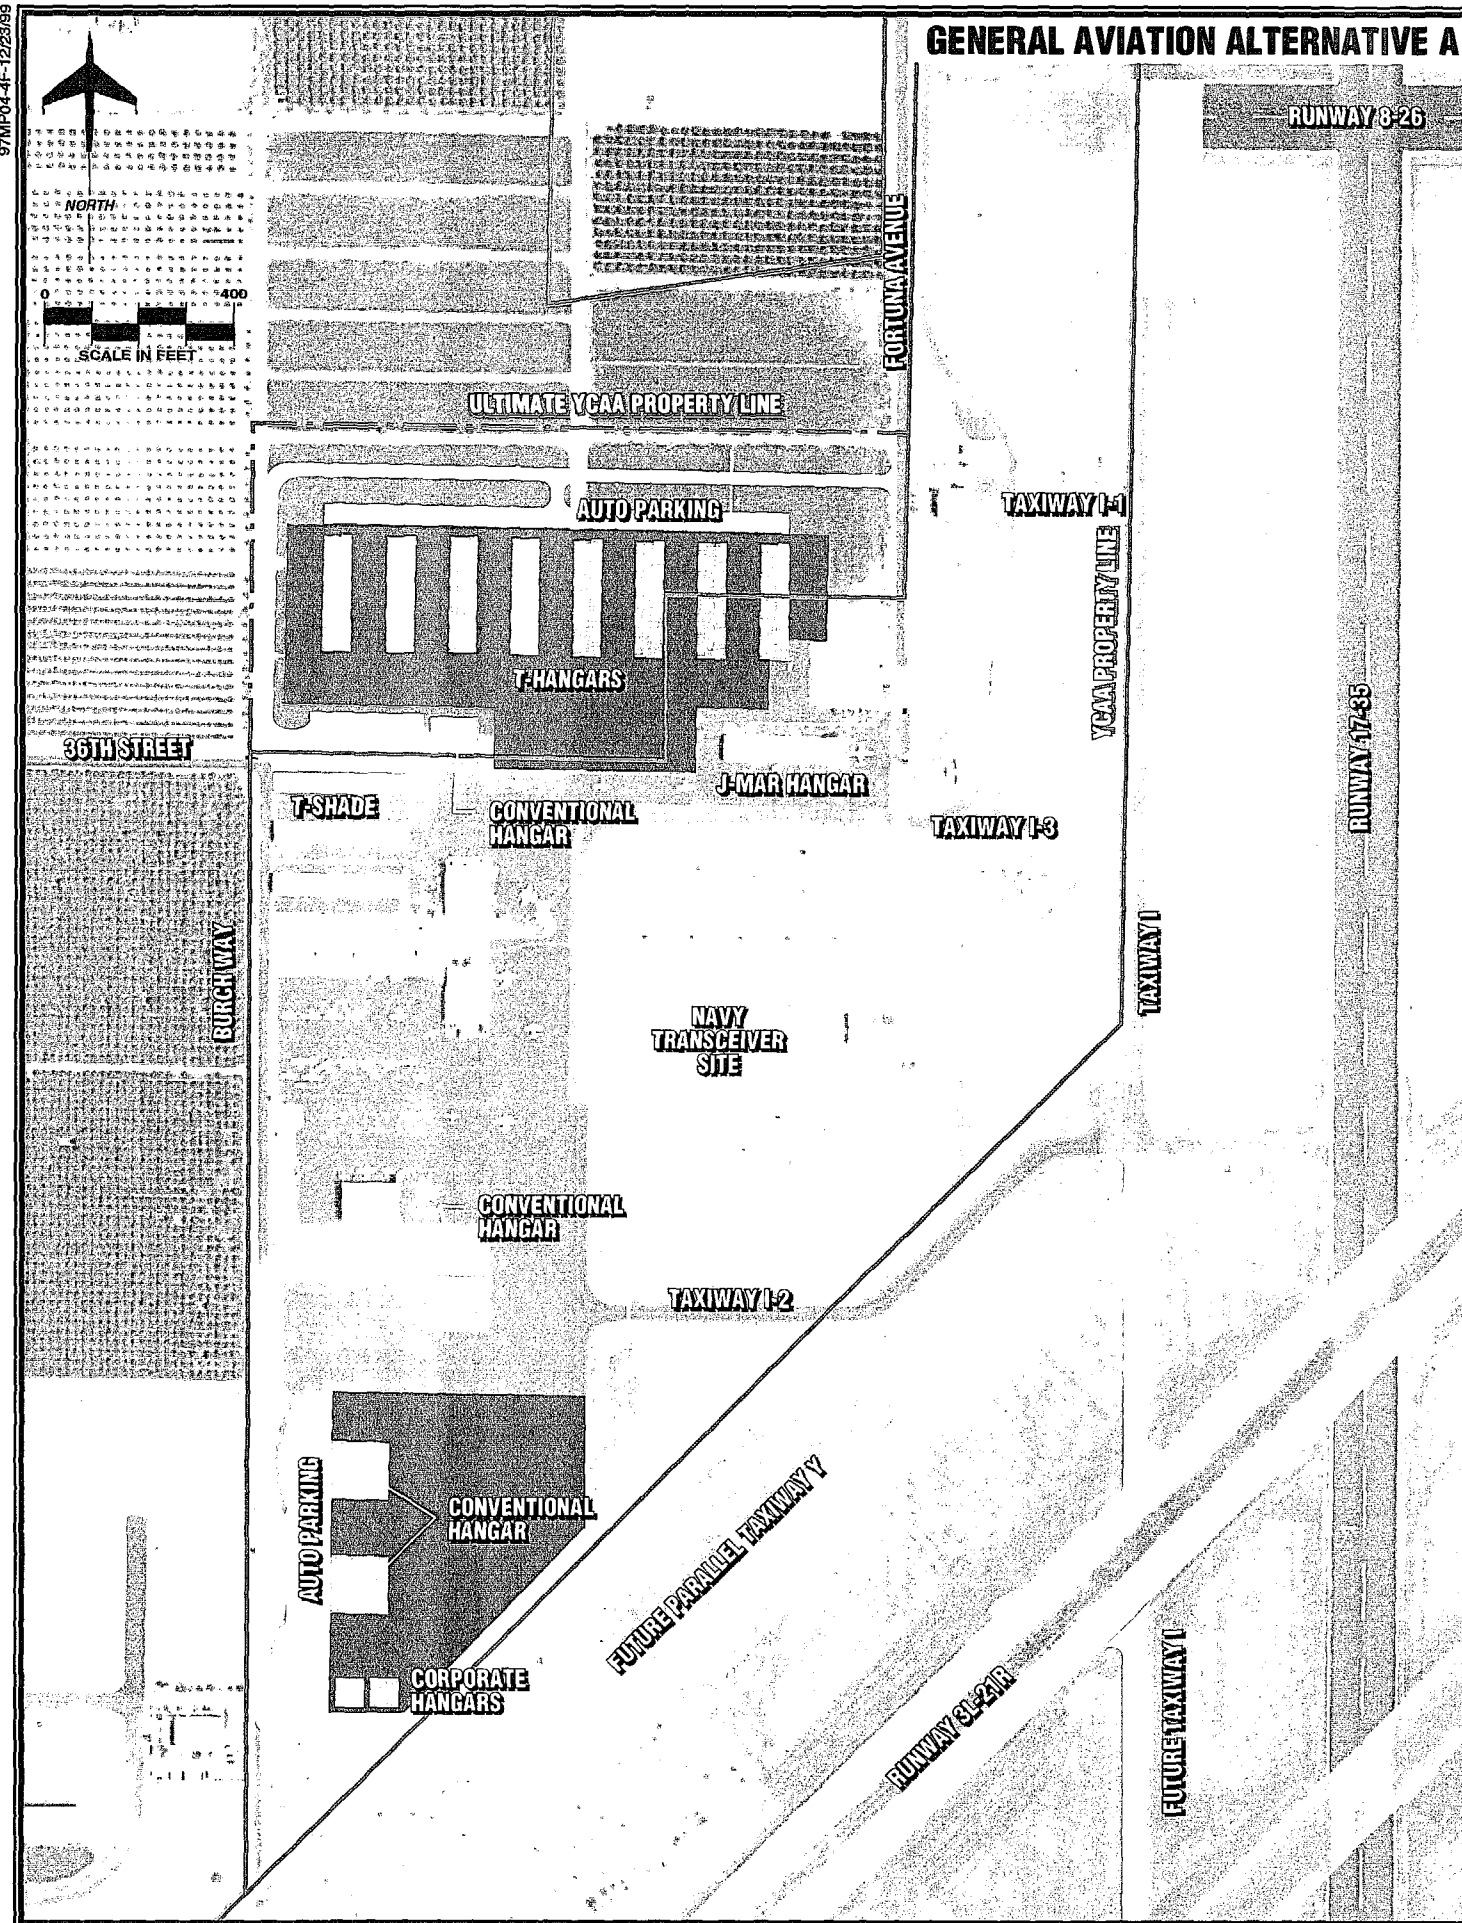 97MP04-4F-12/23/99
GENERAL AVIATION ALTERNATIVE A
RUNWAY 8-26
NORTH
0 400
SCALE IN FEET
FORTUNA AVENUE
ULTIMATE YCAA PROPERTY LINE
AUTO PARKING
TAXIWAY I-1
YCAA PROPERTY LINE
T-HANGARS
RUNWAY 17-35
36TH STREET
J-MAR HANGAR
T-SHADE
CONVENTIONAL
HANGAR
TAXIWAY I-3
BURCH WAY
TAXIWAY I
NAVY
TRANSCEIVER
SITE
CONVENTIONAL
HANGAR
TAXIWAY I-2
AUTO PARKING
CONVENTIONAL
HANGAR
FUTURE PARALLEL TAXIWAY Y
CORPORATE
HANGARS
RUNWAY 3L-21R
FUTURE TAXIWAY I